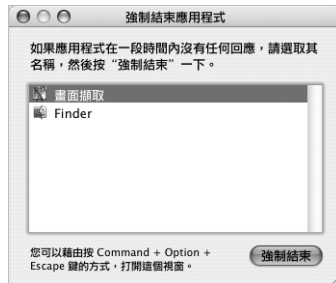 強制結束應用程式
如果應用程式在一段時間內沒有任何回應，請選取其
名稱，然後按“強制結束”一下。
畫面擷取
Finder
您可以藉由按 Command + Option +
Escape 鍵的方式，打開這個視窗。
強制結束